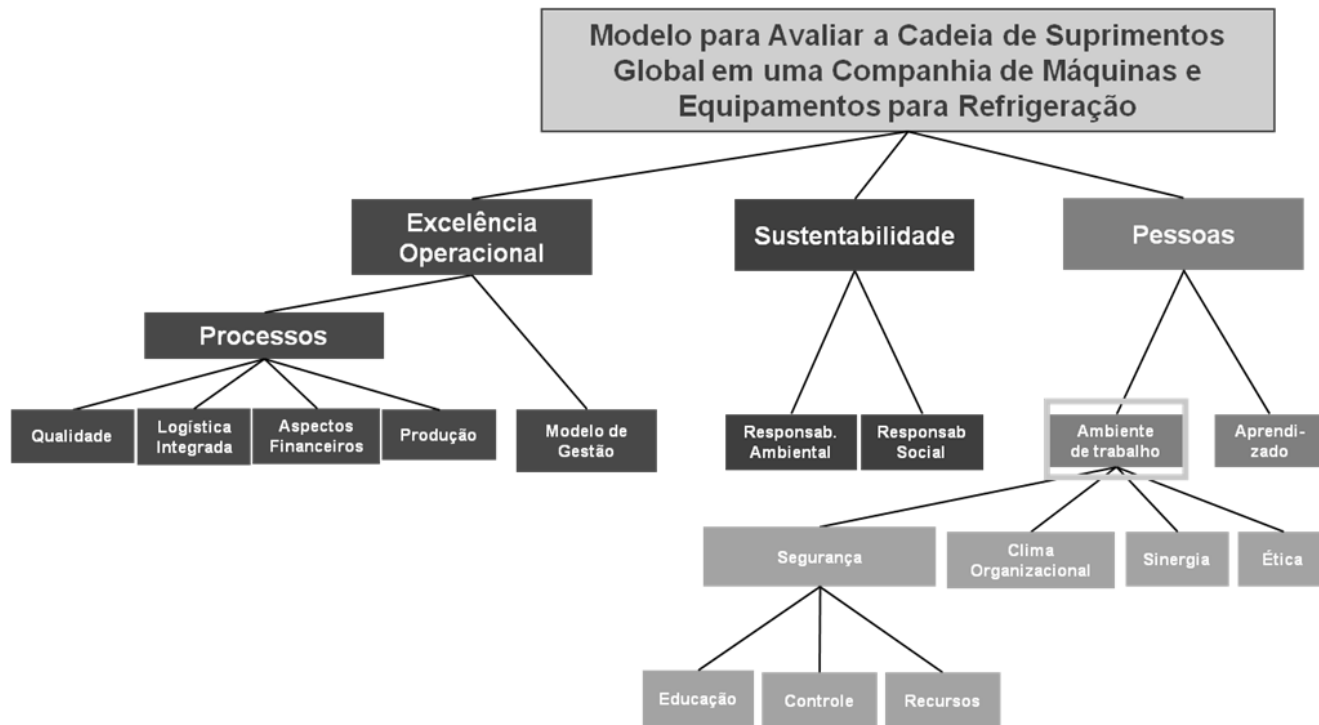 Modelo para Avaliar a Cadeia de Suprimentos
Global em uma Companhia de Máquinas e
Equipamentos para Refrigeração
Excelência
Operacional
Sustentabilidade
Pessoas
Processos
Qualidade
Logística
Integrada
Aspectos
Financeiros
Produção
Modelo de
Gestão
Responsab.
Ambiental
Responsab
Social
Ambiente
de trabalho
Aprendi-
zado
Segurança
Clima
Organizacional
Sinergia
Ética
Educação
Controle
Recursos